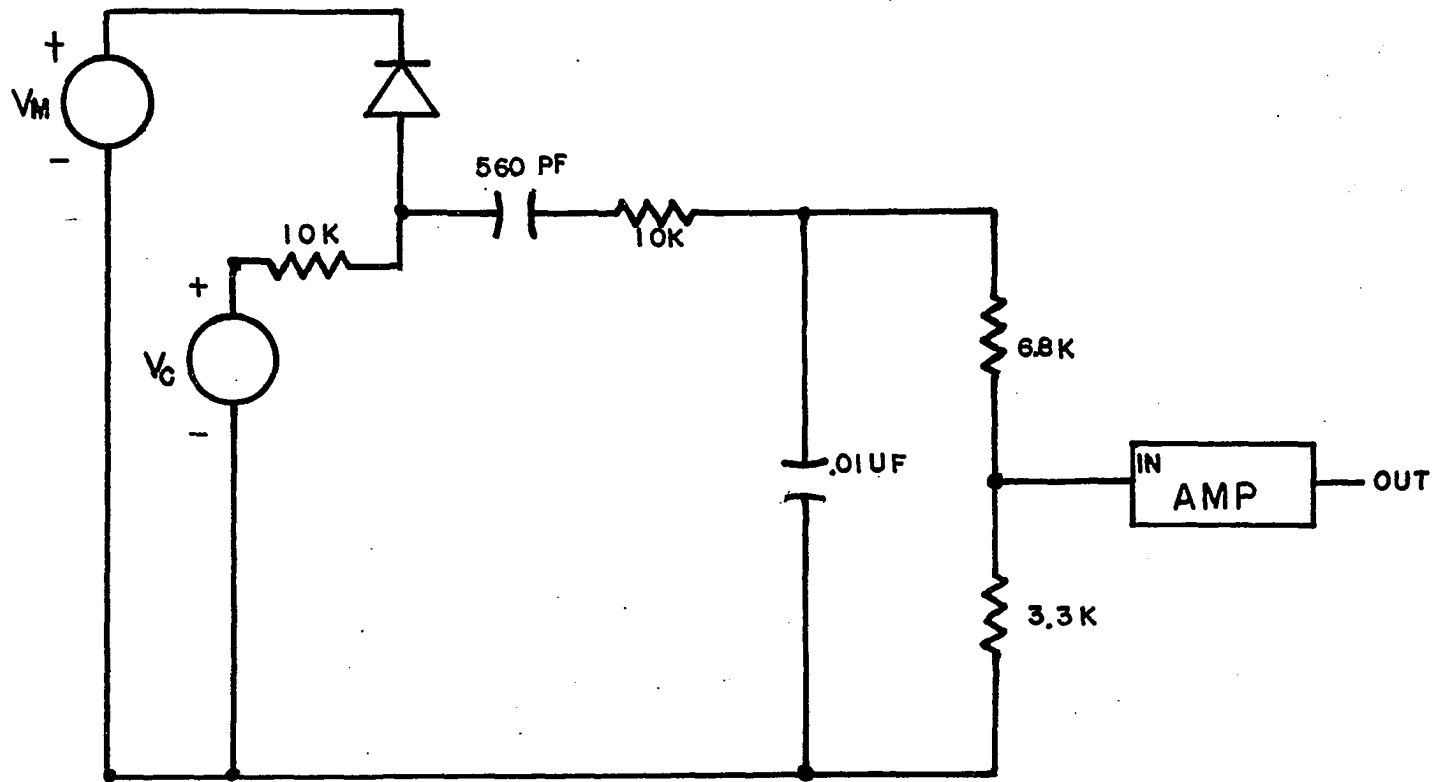 +
VM
−
560 PF
10K
10K
+
VC
−
6.8K
.01UF
IN
AMP
OUT
3.3K